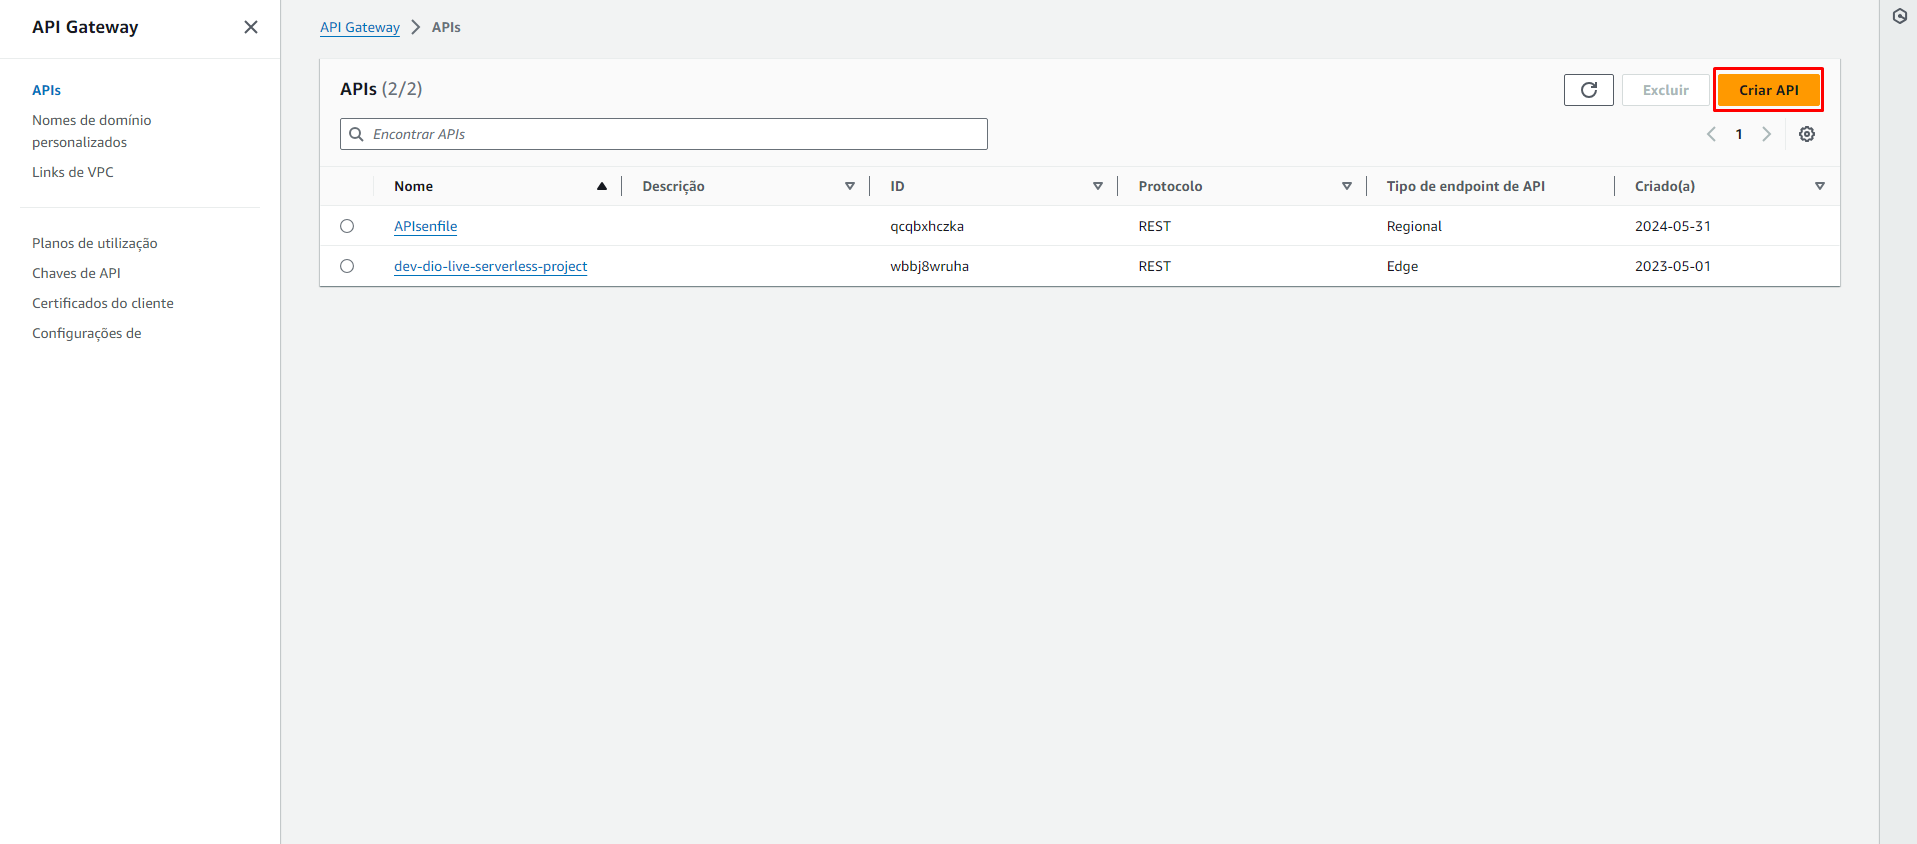 API Gateway
APIs
Nomes de domínio
personalizados
Links de VPC
Planos de utilização
Chaves de API
Certificados do cliente
Configurações de
API Gateway > APIs
APIs (2/2)
Excluir
Criar API
Encontrar APIs
1
Nome Descrição ID Protocolo Tipo de endpoint de API Criado(a)
APIsenfile qcqbxhczka REST Regional 2024-05-31
dev-dio-live-serverless-project wbbj8wruha REST Edge 2023-05-01